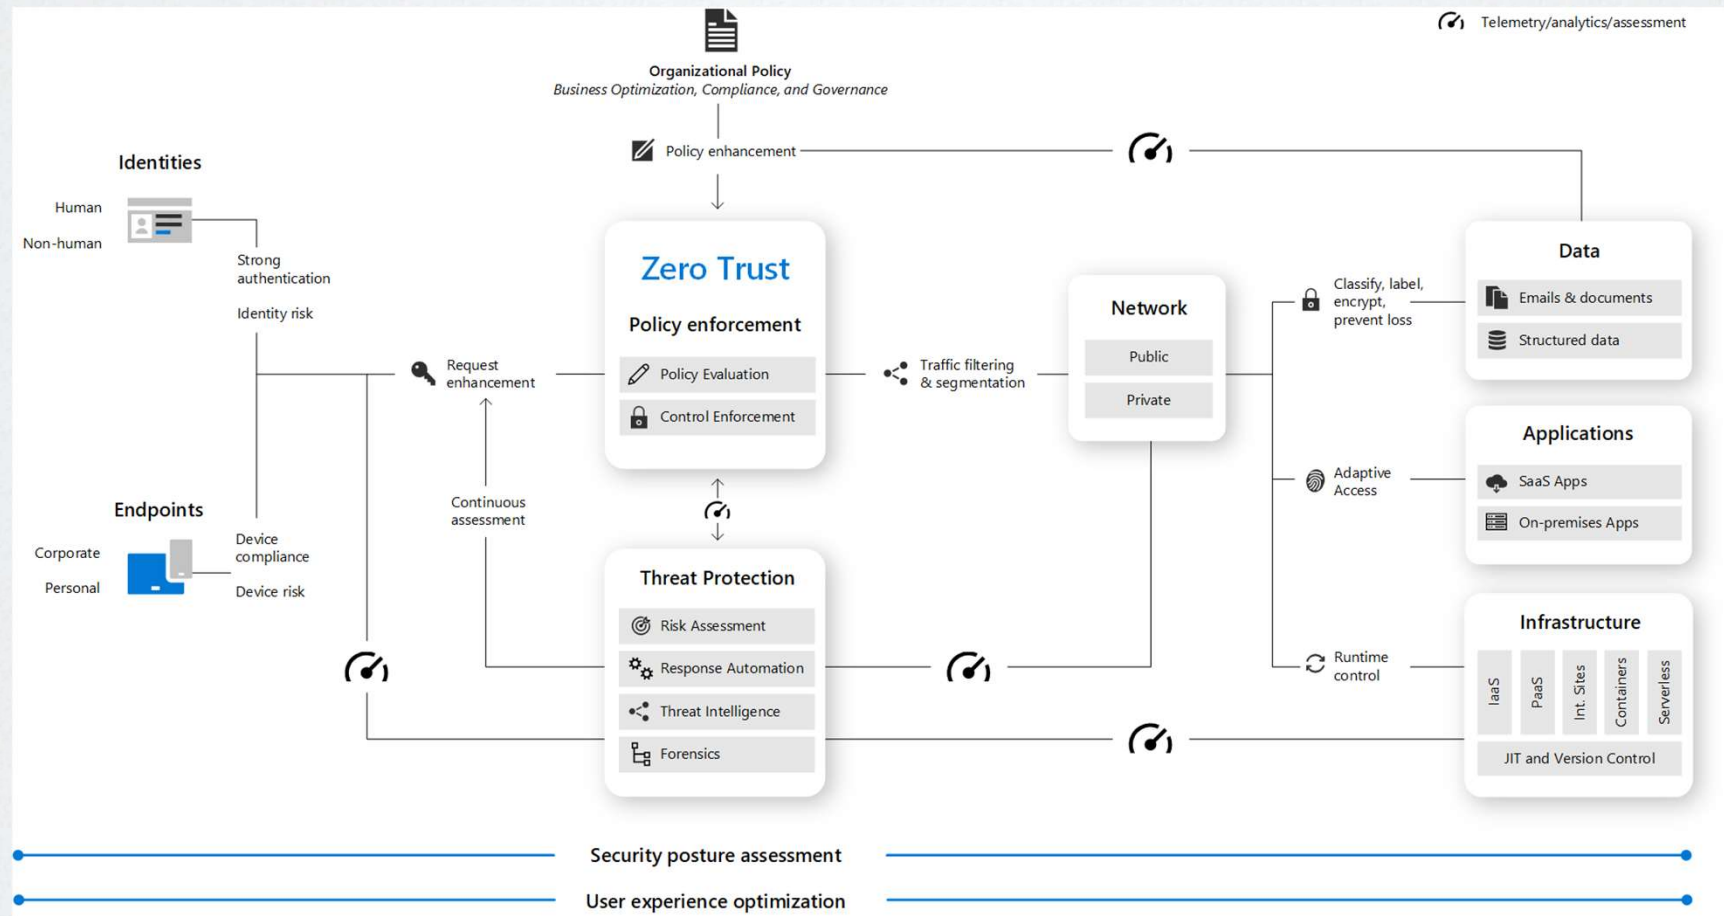 Telemetry/analytics/assessment
Organizational Policy
Business Optimization, Compliance, and Governance
Policy enhancement
Identities
Human
Non-human
Strong
authentication
Identity risk
Endpoints
Corporate
Personal
Device
compliance
Device risk
Request
enhancement
Continuous
assessment
Zero Trust
Policy enforcement
Policy Evaluation
Control Enforcement
Threat Protection
Risk Assessment
Response Automation
Threat Intelligence
Forensics
Traffic filtering
& segmentation
Network
Public
Private
Classify, label,
encrypt,
prevent loss
Adaptive
Access
Runtime
control
Data
Emails & documents
Structured data
Applications
SaaS Apps
On-premises Apps
Infrastructure
IaaS
PaaS
Int. Sites
Containers
Serverless
JIT and Version Control
Security posture assessment
User experience optimization